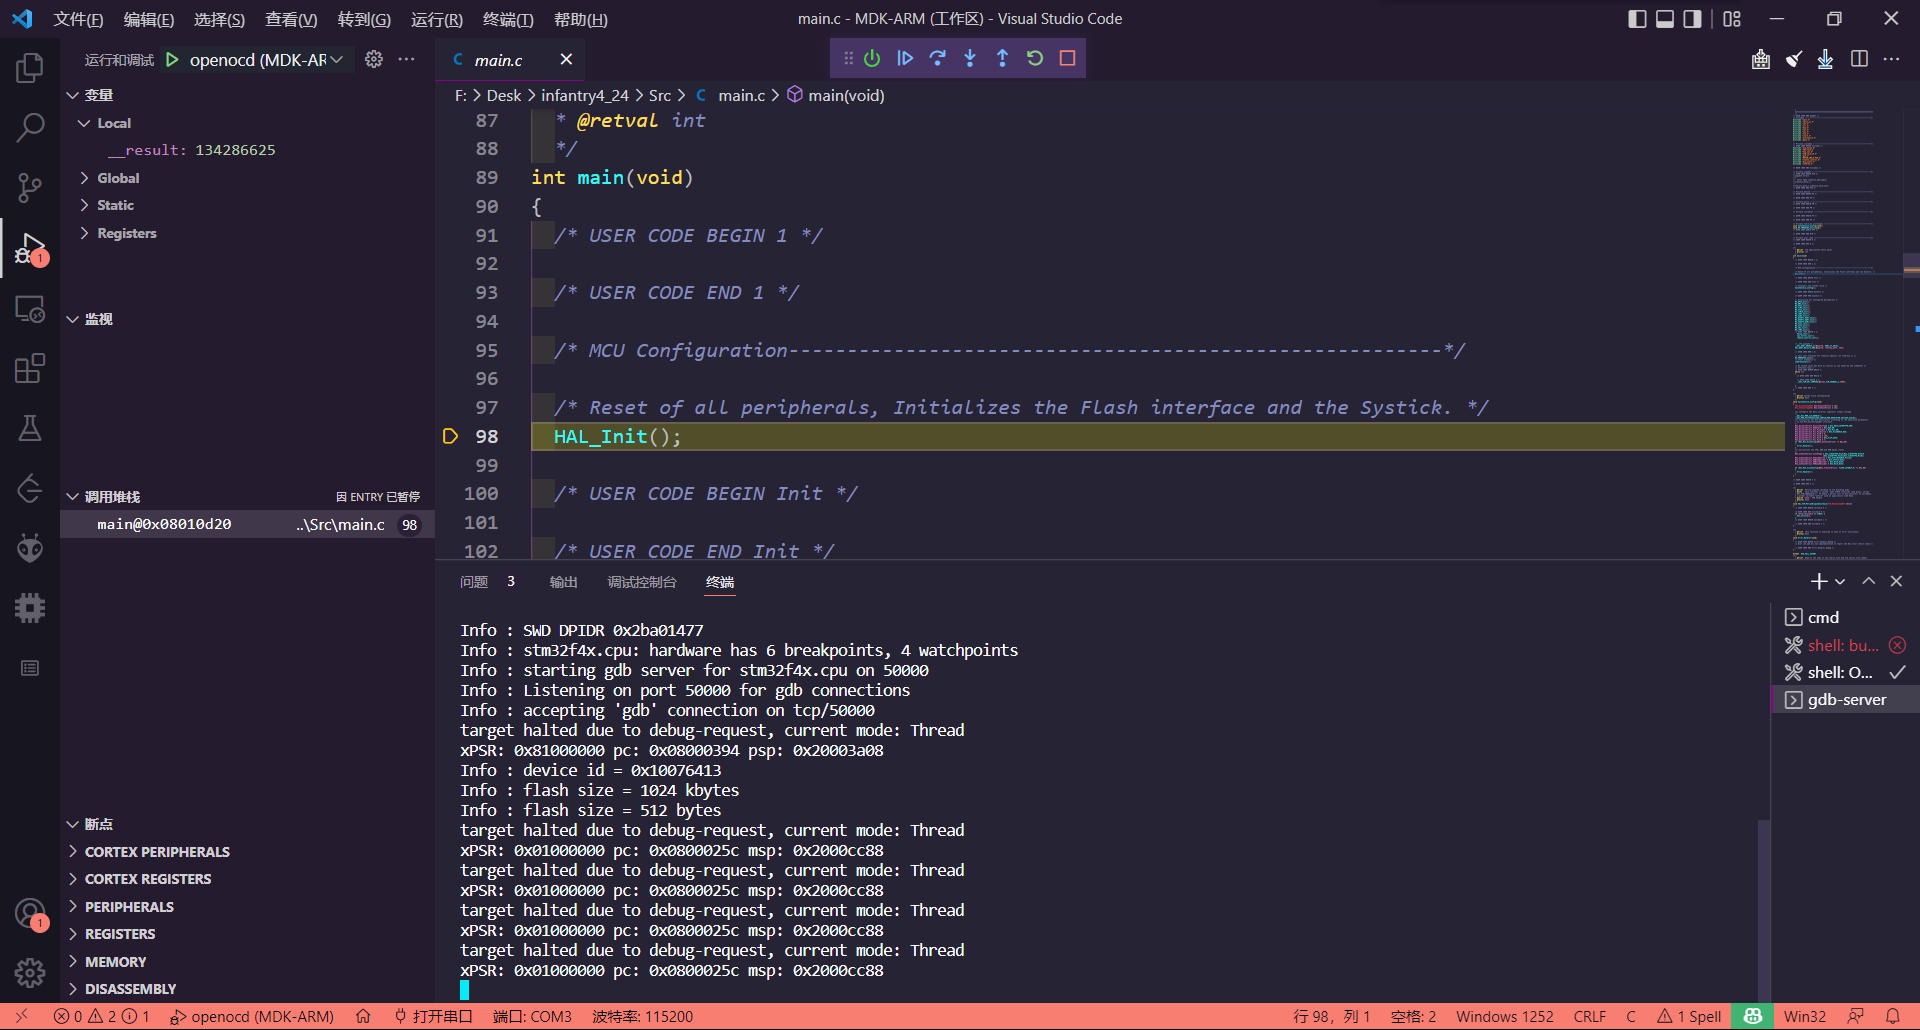 文件(F) 编辑(E) 选择(S) 查看(V) 转到(G) 运行(R) 终端(T) 帮助(H) main.c - MDK-ARM (工作区) - Visual Studio Code
运行和调试 openocd (MDK-AR
变量
Local
__result: 134286625
Global
Static
Registers
监视
调用堆栈 因 ENTRY 已暂停
main@0x08010d20 ..\Src\main.c 98
断点
CORTEX PERIPHERALS
CORTEX REGISTERS
PERIPHERALS
REGISTERS
MEMORY
DISASSEMBLY
1
1
C main.c
F: > Desk > infantry4_24 > Src > C main.c > main(void)
87 * @retval int
88 */
89 int main(void)
90 {
91 /* USER CODE BEGIN 1 */
92
93 /* USER CODE END 1 */
94
95 /* MCU Configuration--------------------------------------------------------*/
96
97 /* Reset of all peripherals, Initializes the Flash interface and the Systick. */
98 HAL_Init();
99
100 /* USER CODE BEGIN Init */
101
102 /* USER CODE END Init */
问题 3 输出 调试控制台 终端
Info : SWD DPIDR 0x2ba01477
Info : stm32f4x.cpu: hardware has 6 breakpoints, 4 watchpoints
Info : starting gdb server for stm32f4x.cpu on 50000
Info : Listening on port 50000 for gdb connections
Info : accepting 'gdb' connection on tcp/50000
target halted due to debug-request, current mode: Thread
xPSR: 0x81000000 pc: 0x08000394 psp: 0x20003a08
Info : device id = 0x10076413
Info : flash size = 1024 kbytes
Info : flash size = 512 bytes
target halted due to debug-request, current mode: Thread
xPSR: 0x01000000 pc: 0x0800025c msp: 0x2000cc88
target halted due to debug-request, current mode: Thread
xPSR: 0x01000000 pc: 0x0800025c msp: 0x2000cc88
target halted due to debug-request, current mode: Thread
xPSR: 0x01000000 pc: 0x0800025c msp: 0x2000cc88
target halted due to debug-request, current mode: Thread
xPSR: 0x01000000 pc: 0x0800025c msp: 0x2000cc88
cmd
shell: bu...
shell: O...
gdb-server
0 2 1 openocd (MDK-ARM) 打开串口 端口: COM3 波特率: 115200 行 98，列 1 空格: 2 Windows 1252 CRLF C 1 Spell Win32